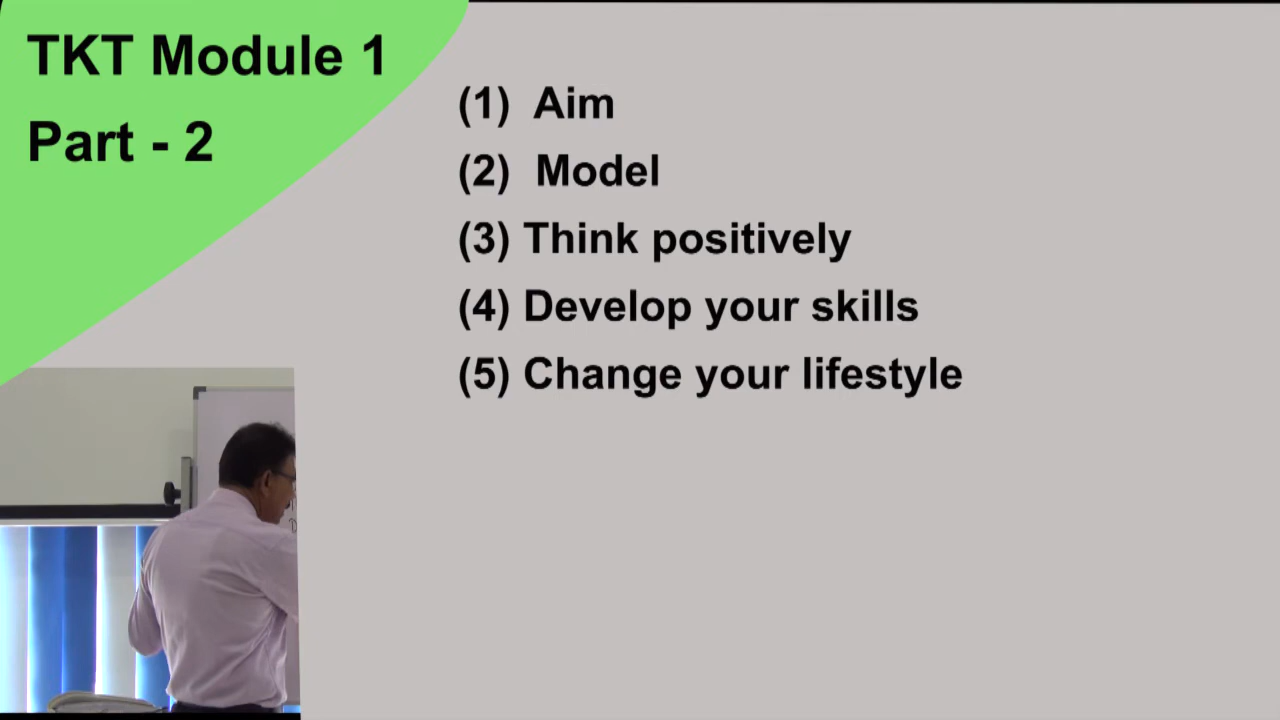 TKT Module 1
Part - 2
(1) Aim
(2) Model
(3) Think positively
(4) Develop your skills
(5) Change your lifestyle